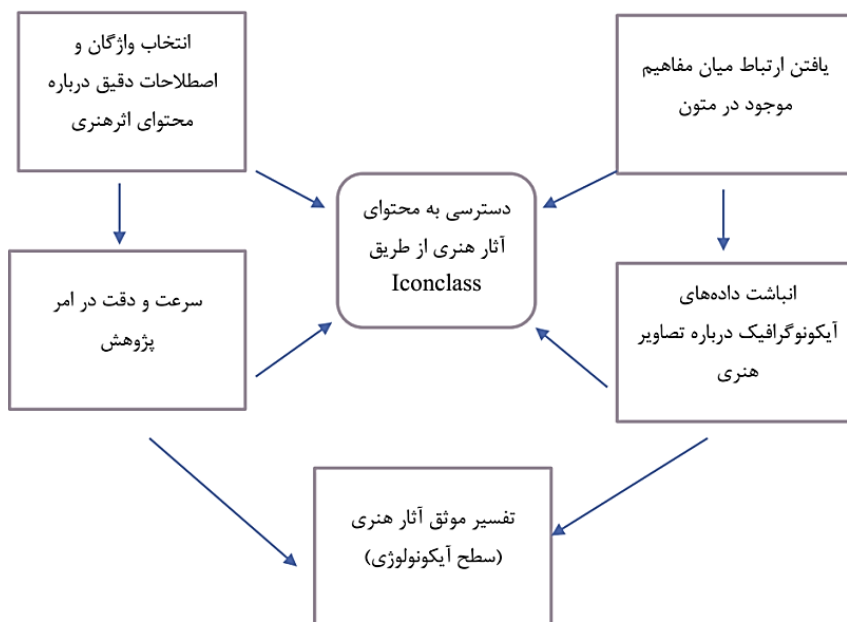 یافتن ارتباط میان مفاهیم
موجود در متون
انتخاب واژگان و
اصطلاحات دقیق درباره
محتوای اثرهنری
دسترسی به محتوای
آثار هنری از طریق
Iconclass
انباشت داده‌های
آیکونوگرافیک درباره تصاویر
هنری
سرعت و دقت در امر
پژوهش
تفسیر موثق آثار هنری
(سطح آیکونولوژی)